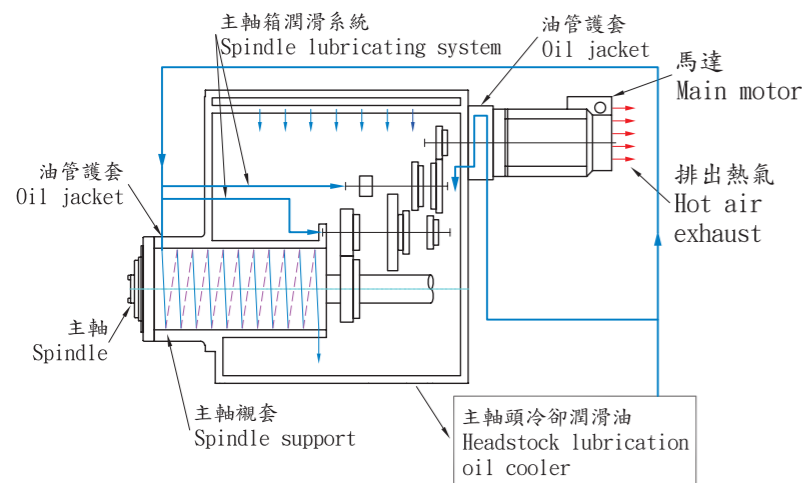 主軸箱潤滑系統
Spindle lubricating system
油管護套
Oil jacket
馬達
Main motor
油管護套
Oil jacket
排出熱氣
Hot air
exhaust
主軸
Spindle
主軸襯套
Spindle support
主軸頭冷卻潤滑油
Headstock lubrication
oil cooler